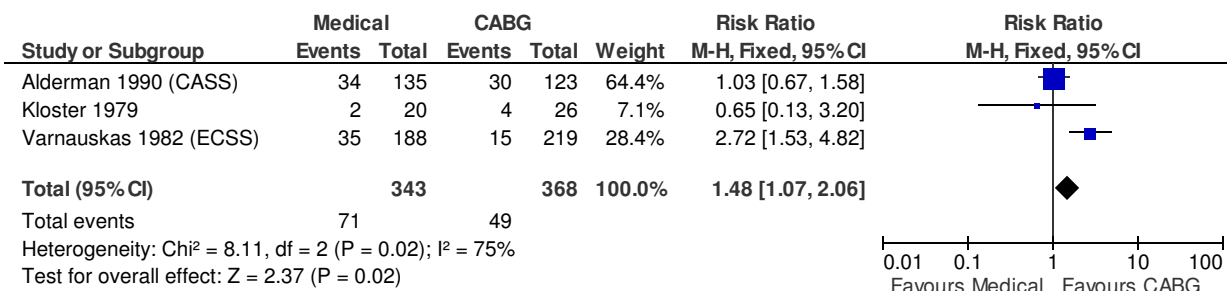 Medical CABG Risk Ratio Risk Ratio
Study or Subgroup Events Total Events Total Weight M-H, Fixed, 95% CI M-H, Fixed, 95% CI
Alderman 1990 (CASS) 34 135 30 123 64.4% 1.03 [0.67, 1.58]
Kloster 1979 2 20 4 26 7.1% 0.65 [0.13, 3.20]
Varnauskas 1982 (ECSS) 35 188 15 219 28.4% 2.72 [1.53, 4.82]
Total (95% CI) 343 368 100.0% 1.48 [1.07, 2.06]
Total events 71 49
Heterogeneity: Chi² = 8.11, df = 2 (P = 0.02); I² = 75%
Test for overall effect: Z = 2.37 (P = 0.02)
0.01 0.1 1 10 100
Favours Medical Favours CABG